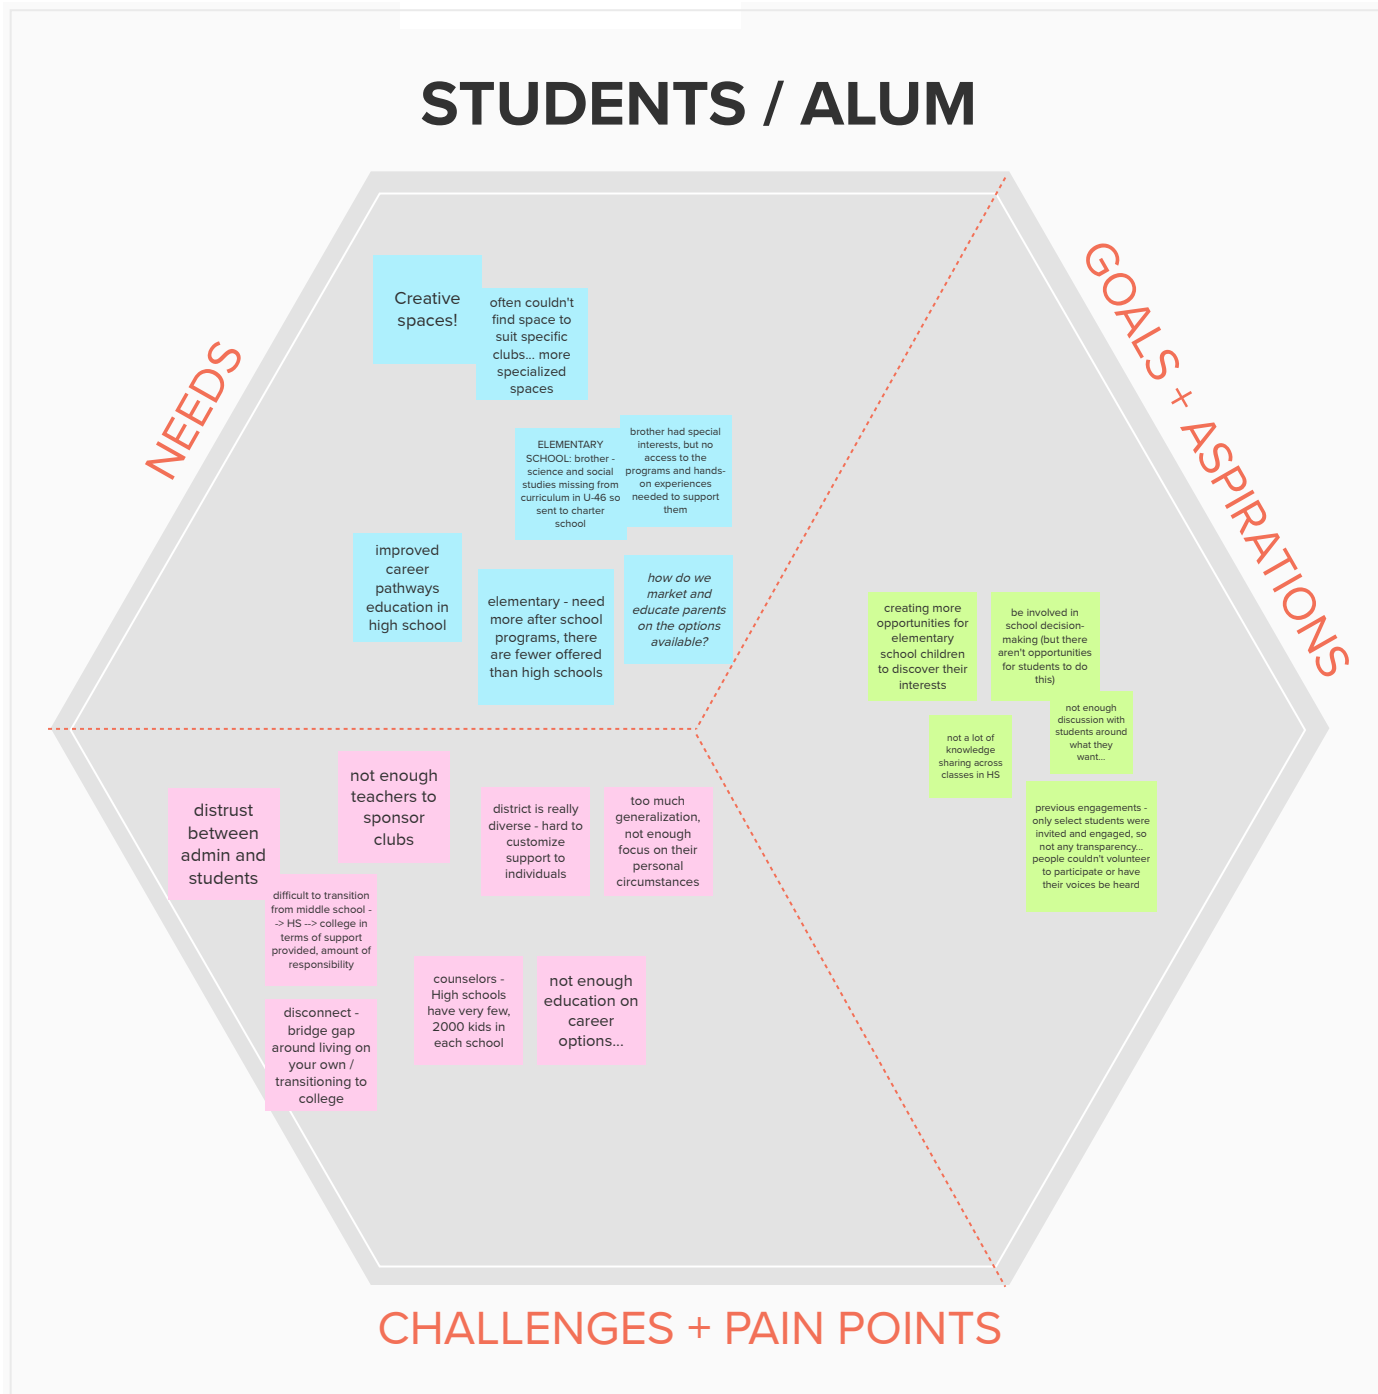 STUDENTS / ALUM
NEEDS
Creative
spaces!
often couldn't
find space to
suit specific
clubs... more
specialized
spaces
ELEMENTARY
SCHOOL: brother -
science and social
studies missing from
curriculum in U-46 so
sent to charter
school
brother had special
interests, but no
access to the
programs and hands-
on experiences
needed to support
them
improved
career
pathways
education in
high school
elementary - need
more after school
programs, there
are fewer offered
than high schools
how do we
market and
educate parents
on the options
available?
GOALS + ASPIRATIONS
creating more
opportunities for
elementary
school children
to discover their
interests
be involved in
school decision-
making (but there
aren't opportunities
for students to do
this)
not enough
discussion with
students around
what they
want...
not a lot of
knowledge
sharing across
classes in HS
previous engagements -
only select students were
invited and engaged, so
not any transparency...
people couldn't volunteer
to participate or have
their voices be heard
distrust
between
admin and
students
not enough
teachers to
sponsor
clubs
district is really
diverse - hard to
customize
support to
individuals
too much
generalization,
not enough
focus on their
personal
circumstances
difficult to transition
from middle school -
-> HS --> college in
terms of support
provided, amount of
responsibility
disconnect -
bridge gap
around living on
your own /
transitioning to
college
counselors -
High schools
have very few,
2000 kids in
each school
not enough
education on
career
options...
CHALLENGES + PAIN POINTS